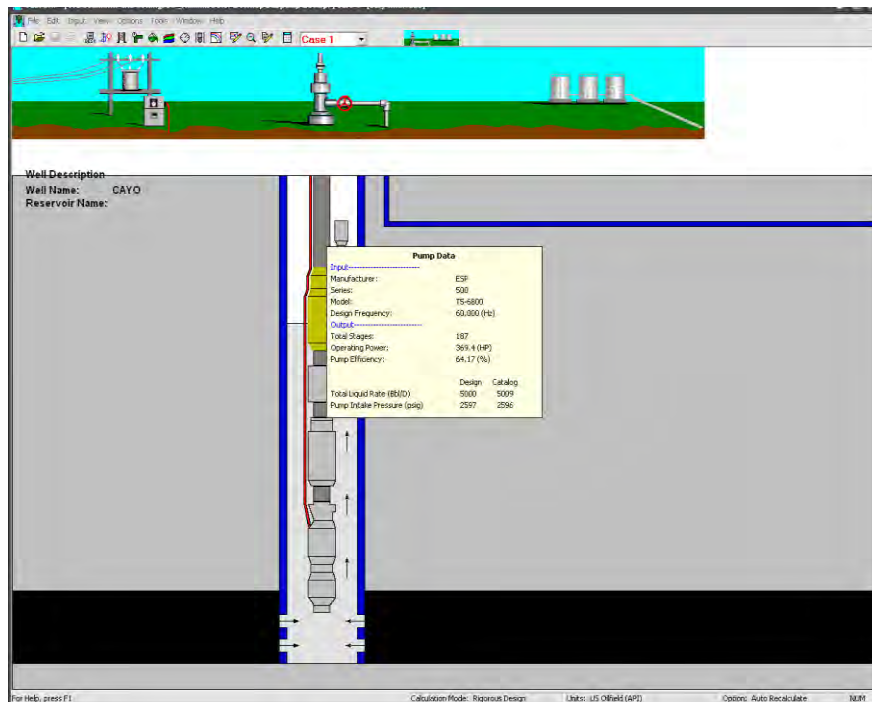 File Edit Input View Options Tools Window Help
Case 1
Well Description
Well Name: CAYO
Reservoir Name:
Pump Data
Input
Manufacturer: ESP
Series: 500
Model: TS-6800
Design Frequency: 60.000 (Hz)
Output
Total Stages: 187
Operating Power: 369.4 (HP)
Pump Efficiency: 64.17 (%)
Design Catalog
Total Liquid Rate (Bbl/D) 5000 5009
Pump Intake Pressure (psig) 2597 2596
For Help, press F1 Calculation Mode: Rigorous Design Units: US Oilfield (API) Option: Auto Recalculate NUM